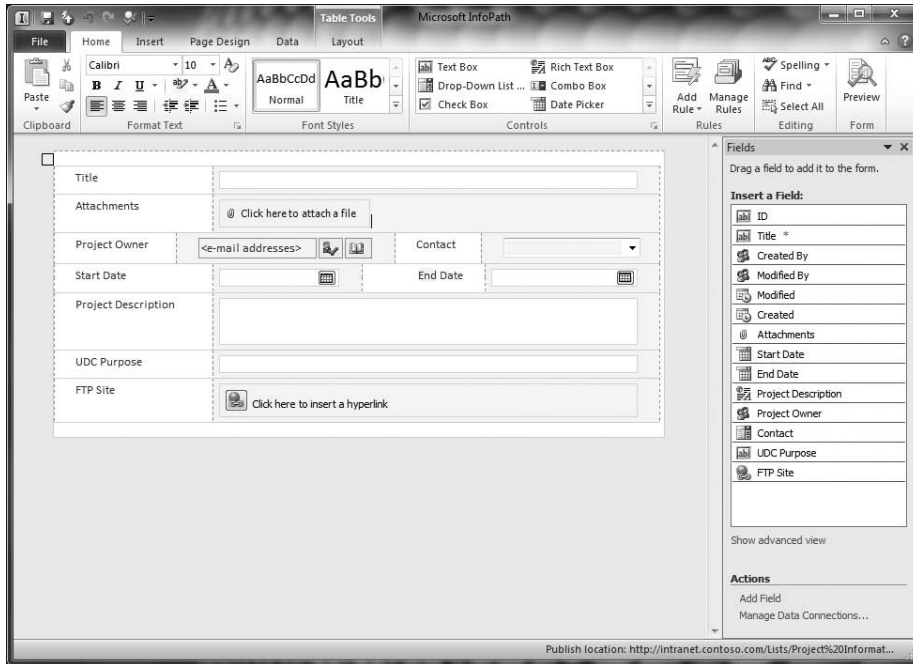 Table Tools
Microsoft InfoPath
File Home Insert Page Design Data Layout
Calibri 10
AaBbCcDd AaBb
Normal Title
Text Box
Drop-Down List ...
Check Box
Rich Text Box
Combo Box
Date Picker
Paste
Add Rule
Manage Rules
Spelling
Find
Select All
Preview
Clipboard Format Text Font Styles Controls Rules Editing Form
Title
Attachments
Click here to attach a file
Project Owner <e-mail addresses> Contact
Start Date End Date
Project Description
UDC Purpose
FTP Site
Click here to insert a hyperlink
Fields
Drag a field to add it to the form.
Insert a Field:
ID
Title *
Created By
Modified By
Modified
Created
Attachments
Start Date
End Date
Project Description
Project Owner
Contact
UDC Purpose
FTP Site
Show advanced view
Actions
Add Field
Manage Data Connections...
Publish location: http://intranet.contoso.com/Lists/Project%20Informat...